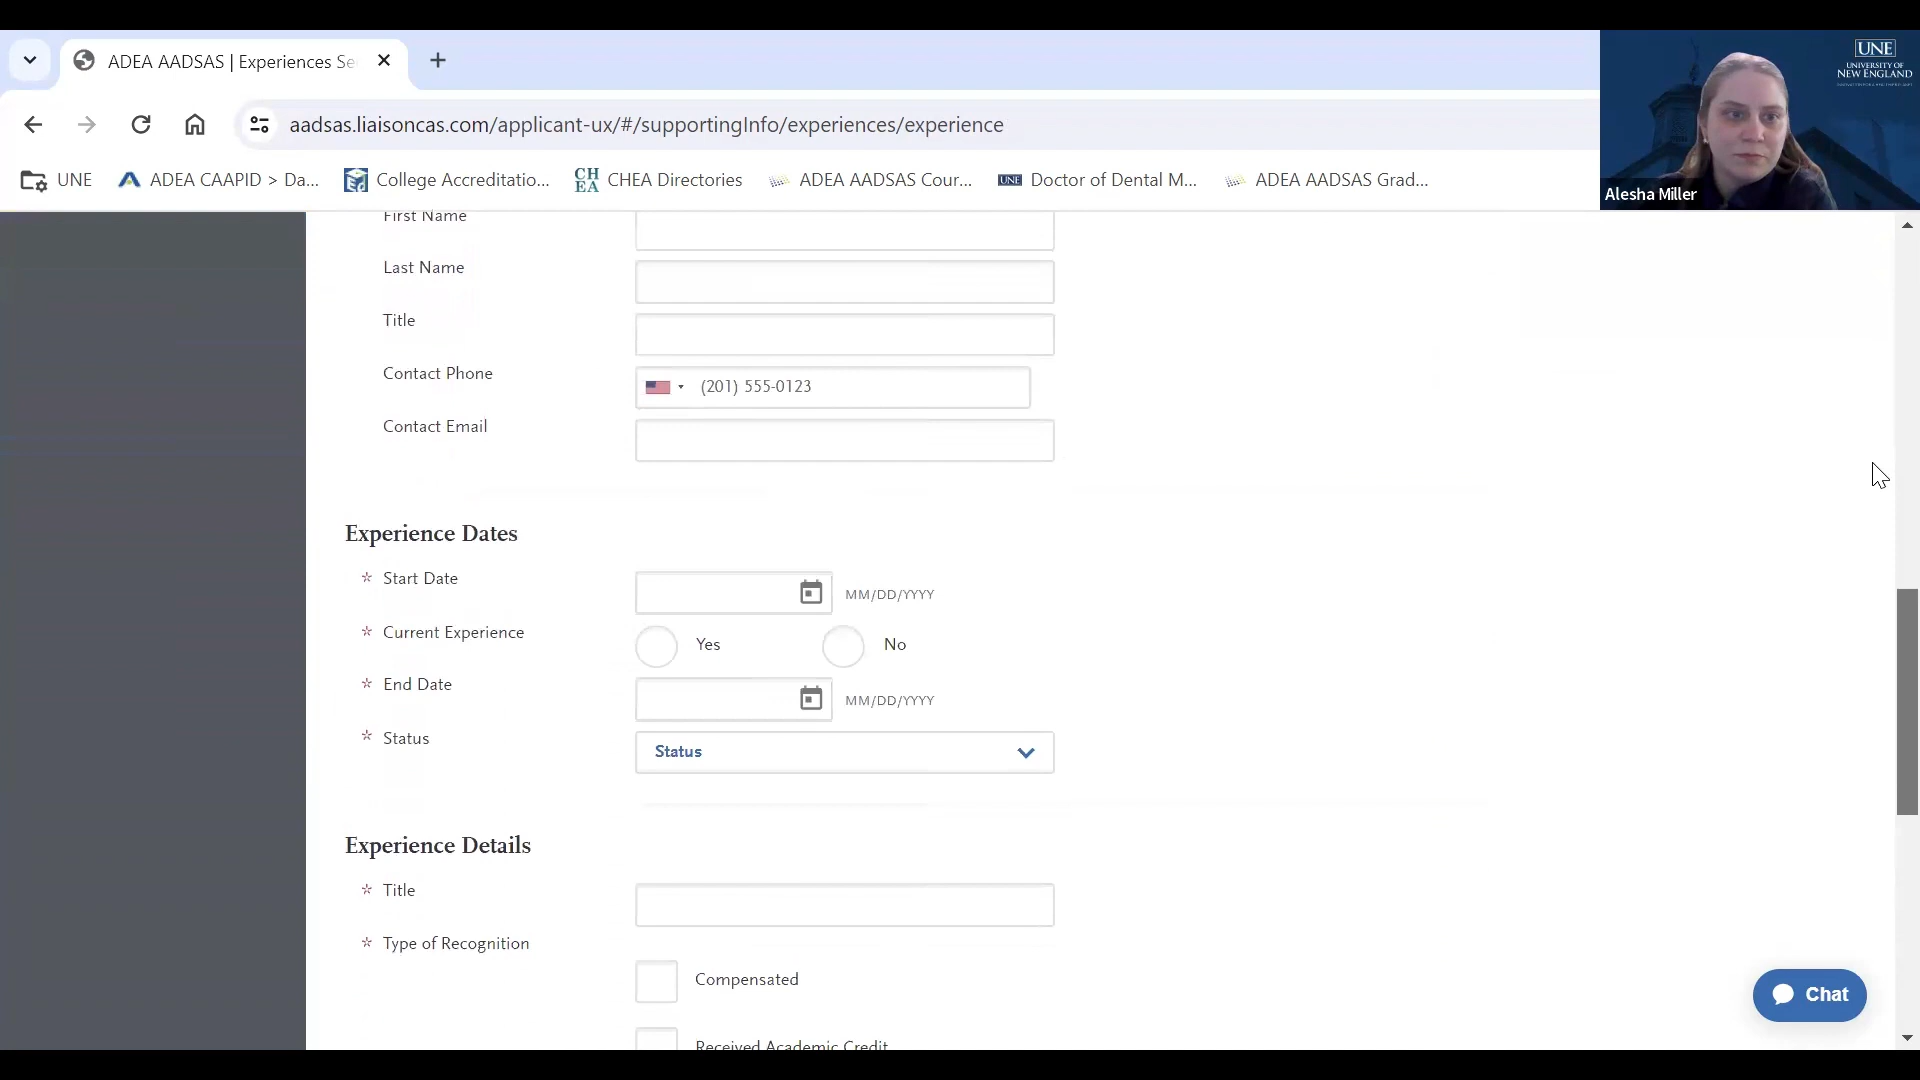 ADEA AADSAS | Experiences Se
UNE
UNIVERSITY OF
NEW ENGLAND
aadsas.liaisoncas.com/applicant-ux/#/supportingInfo/experiences/experience
UNE
ADEA CAAPID > Da...
College Accreditatio...
CHEA
CHEA Directories
ADEA AADSAS Cour...
UNE
Doctor of Dental M...
ADEA AADSAS Grad...
Alesha Miller
First Name
Last Name
Title
Contact Phone
(201) 555-0123
Contact Email
Experience Dates
* Start Date
MM/DD/YYYY
* Current Experience
Yes
No
* End Date
MM/DD/YYYY
* Status
Status
Experience Details
* Title
* Type of Recognition
Compensated
Chat
Received Academic Credit